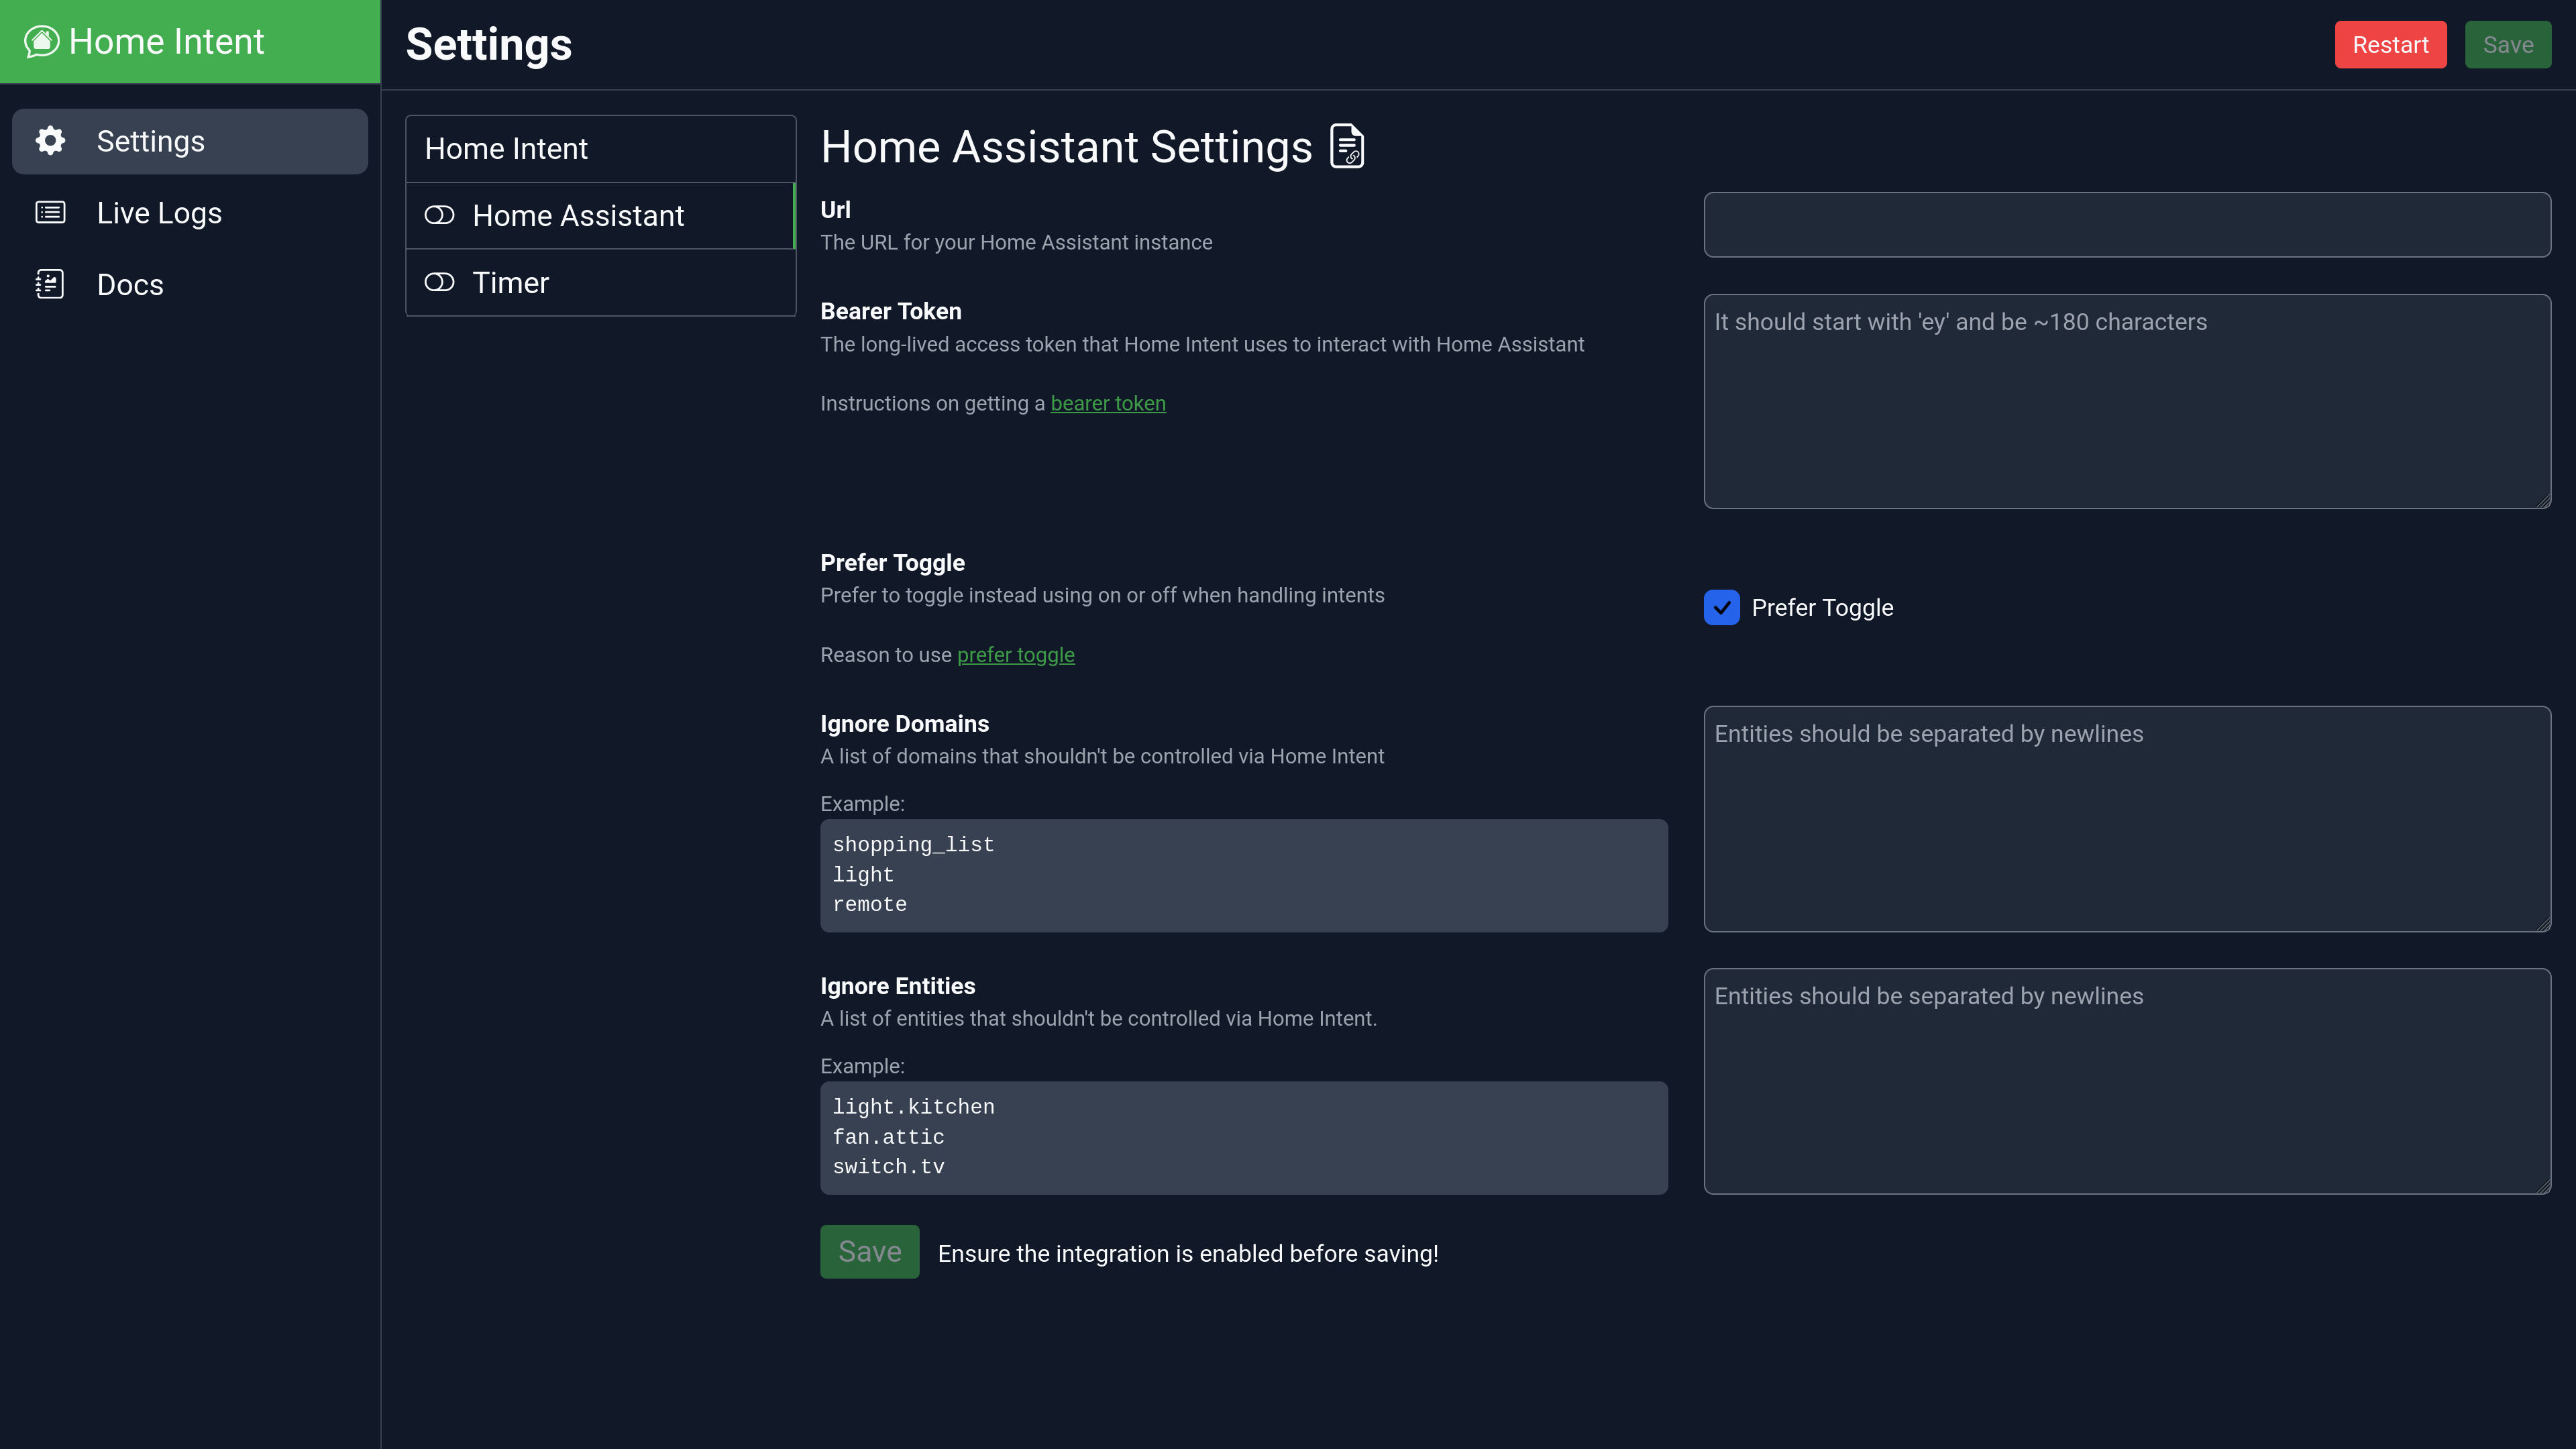 Home Intent
Settings
Restart
Save
Settings
Live Logs
Docs
Home Intent
Home Assistant
Timer
Home Assistant Settings
Url
The URL for your Home Assistant instance
Bearer Token
The long-lived access token that Home Intent uses to interact with Home Assistant
Instructions on getting a bearer token
It should start with 'ey' and be ~180 characters
Prefer Toggle
Prefer to toggle instead using on or off when handling intents
Reason to use prefer toggle
Prefer Toggle
Ignore Domains
A list of domains that shouldn't be controlled via Home Intent
Example:
shopping_list
light
remote
Entities should be separated by newlines
Ignore Entities
A list of entities that shouldn't be controlled via Home Intent.
Example:
light.kitchen
fan.attic
switch.tv
Entities should be separated by newlines
Save
Ensure the integration is enabled before saving!